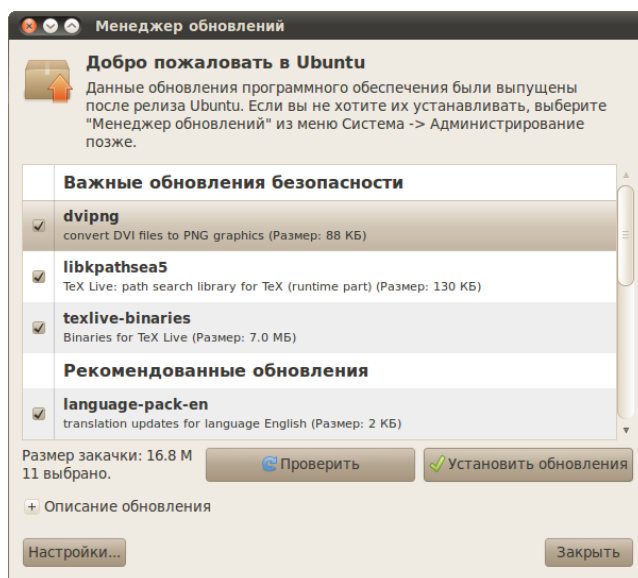 Менеджер обновлений
Добро пожаловать в Ubuntu
Данные обновления программного обеспечения были выпущены
после релиза Ubuntu. Если вы не хотите их устанавливать, выберите
"Менеджер обновлений" из меню Система -> Администрирование
позже.
Важные обновления безопасности
dvipng
convert DVI files to PNG graphics (Размер: 88 КБ)
libkpathsea5
TeX Live: path search library for TeX (runtime part) (Размер: 130 КБ)
texlive-binaries
Binaries for TeX Live (Размер: 7.0 МБ)
Рекомендованные обновления
language-pack-en
translation updates for language English (Размер: 2 КБ)
Размер закачки: 16.8 M
11 выбрано.
Проверить
Установить обновления
Описание обновления
Настройки...
Закрыть